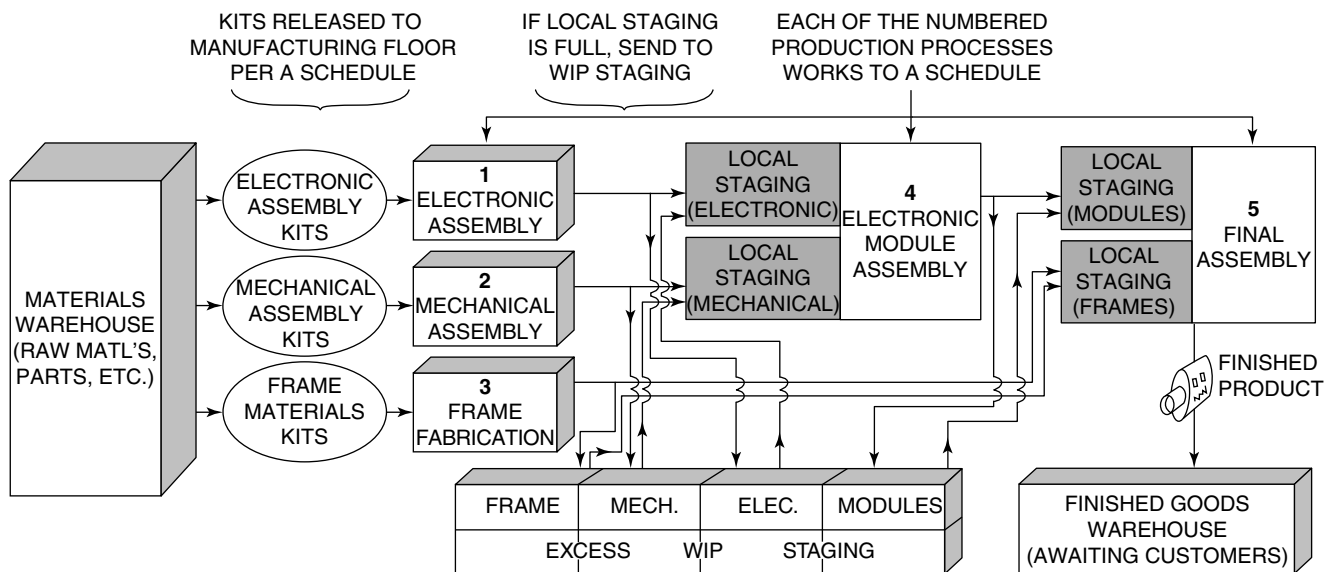 KITS RELEASED TO
MANUFACTURING FLOOR
PER A SCHEDULE
IF LOCAL STAGING
IS FULL, SEND TO
WIP STAGING
EACH OF THE NUMBERED
PRODUCTION PROCESSES
WORKS TO A SCHEDULE
MATERIALS
WAREHOUSE
(RAW MATL'S,
PARTS, ETC.)
ELECTRONIC
ASSEMBLY
KITS
MECHANICAL
ASSEMBLY
KITS
FRAME
MATERIALS
KITS
1
ELECTRONIC
ASSEMBLY
2
MECHANICAL
ASSEMBLY
3
FRAME
FABRICATION
LOCAL
STAGING
(ELECTRONIC)
LOCAL
STAGING
(MECHANICAL)
4
ELECTRONIC
MODULE
ASSEMBLY
LOCAL
STAGING
(MODULES)
LOCAL
STAGING
(FRAMES)
5
FINAL
ASSEMBLY
FINISHED
PRODUCT
FRAME MECH. ELEC. MODULES
EXCESS WIP STAGING
FINISHED GOODS
WAREHOUSE
(AWAITING CUSTOMERS)